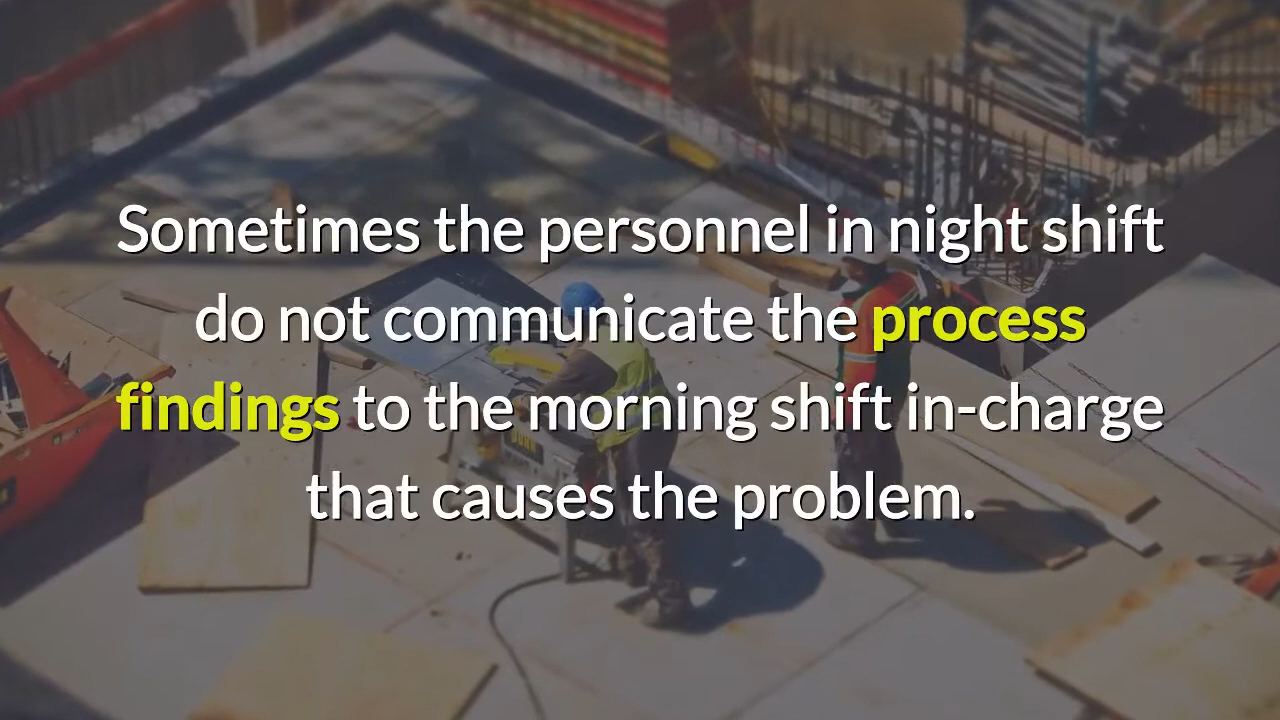 Sometimes the personnel in night shift
do not communicate the process
findings to the morning shift in-charge
that causes the problem.